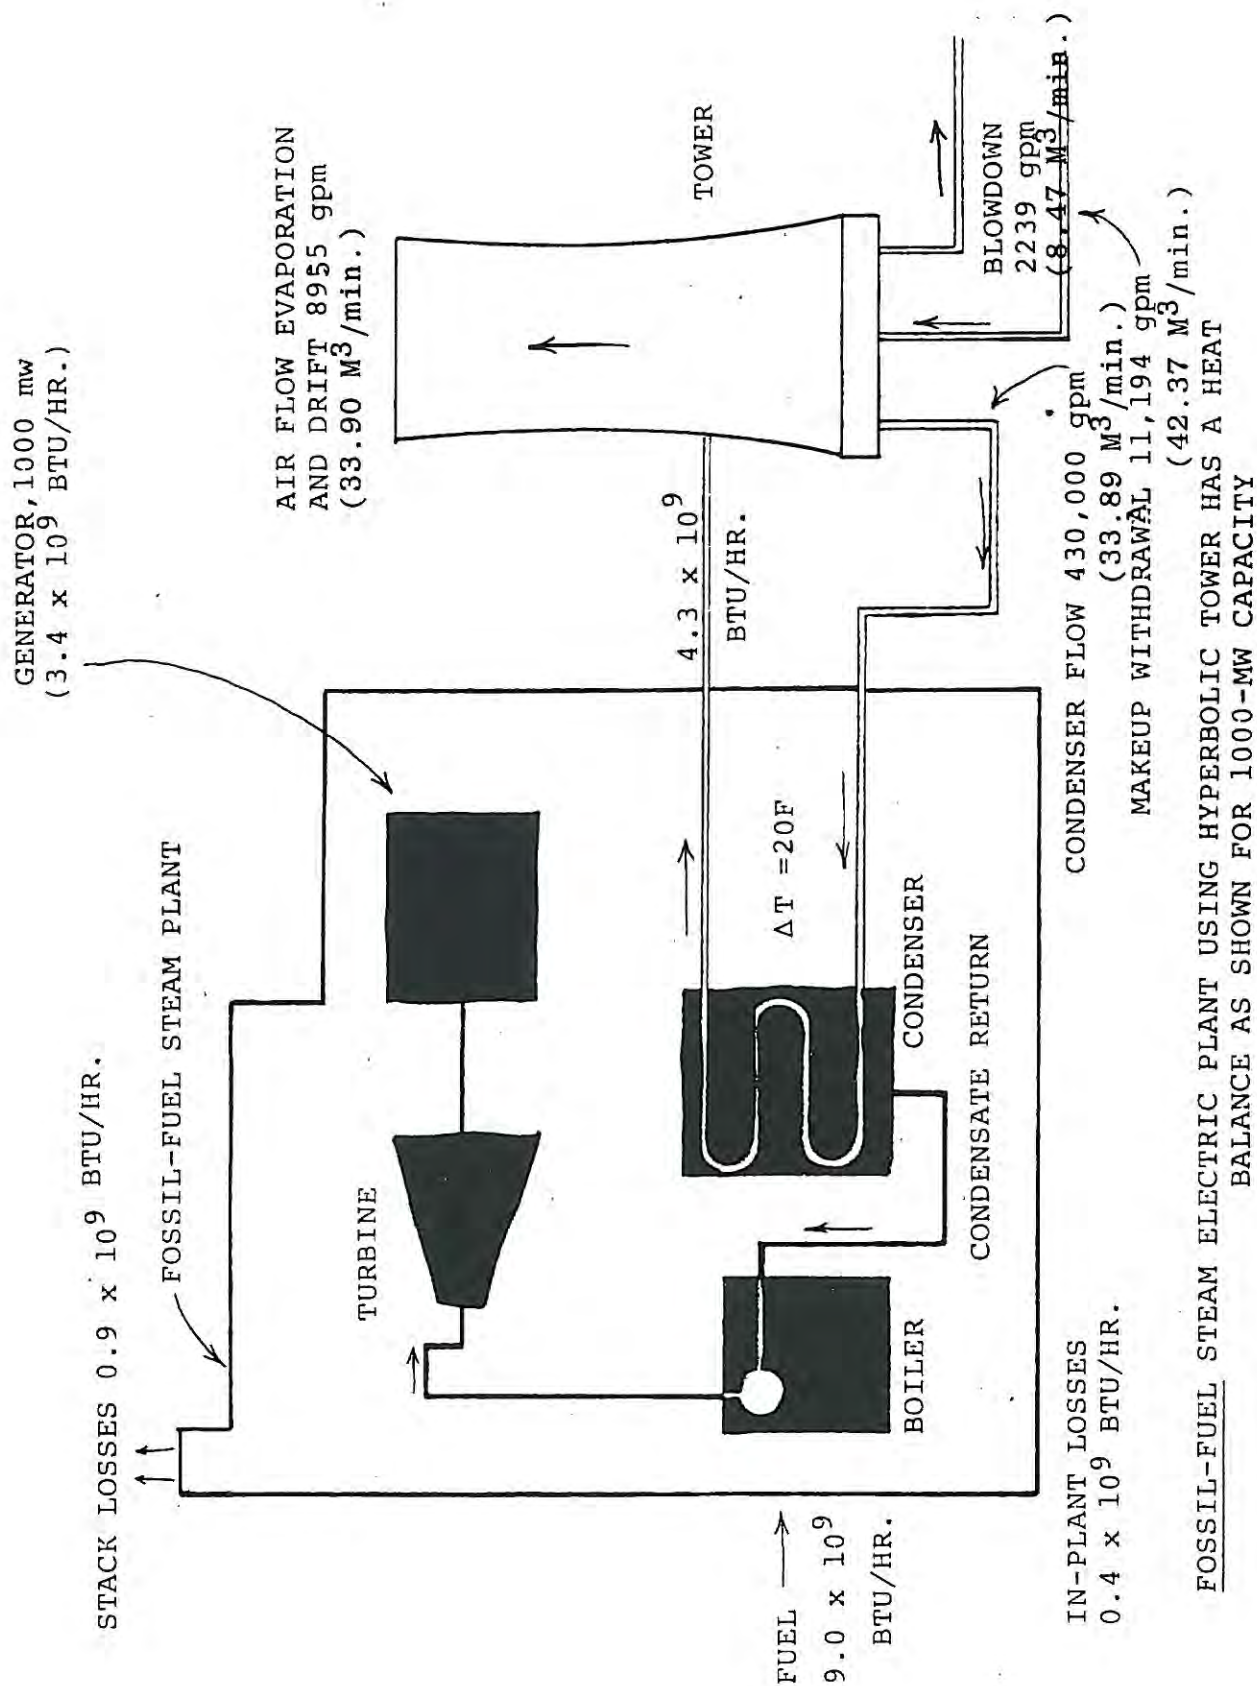 GENERATOR,1000 mw
(3.4 x 10⁹ BTU/HR.)
STACK LOSSES 0.9 x 10⁹ BTU/HR.
FOSSIL-FUEL STEAM PLANT
AIR FLOW EVAPORATION
AND DRIFT 8955 gpm
(33.90 M³/min.)
TURBINE
TOWER
4.3 x 10⁹
BTU/HR.
ΔT =20F
FUEL
9.0 x 10⁹
BTU/HR.
BOILER
CONDENSER
CONDENSATE RETURN
BLOWDOWN
2239 gpm
(8.47 M³/min.)
IN-PLANT LOSSES
0.4 x 10⁹ BTU/HR.
CONDENSER FLOW 430,000 gpm
(33.89 M³/min.)
MAKEUP WITHDRAWAL 11,194 gpm
(42.37 M³/min.)
FOSSIL-FUEL STEAM ELECTRIC PLANT USING HYPERBOLIC TOWER HAS A HEAT
BALANCE AS SHOWN FOR 1000-MW CAPACITY